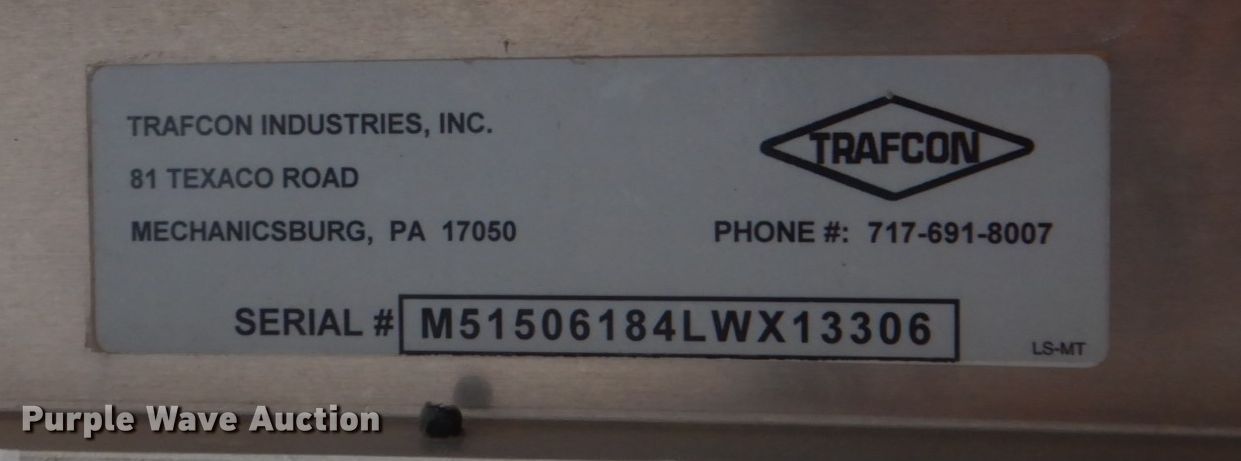 TRAFCON INDUSTRIES, INC.
81 TEXACO ROAD
MECHANICSBURG, PA 17050
TRAFCON
PHONE #: 717-691-8007
SERIAL # M51506184LWX13306
LS-MT
Purple Wave Auction